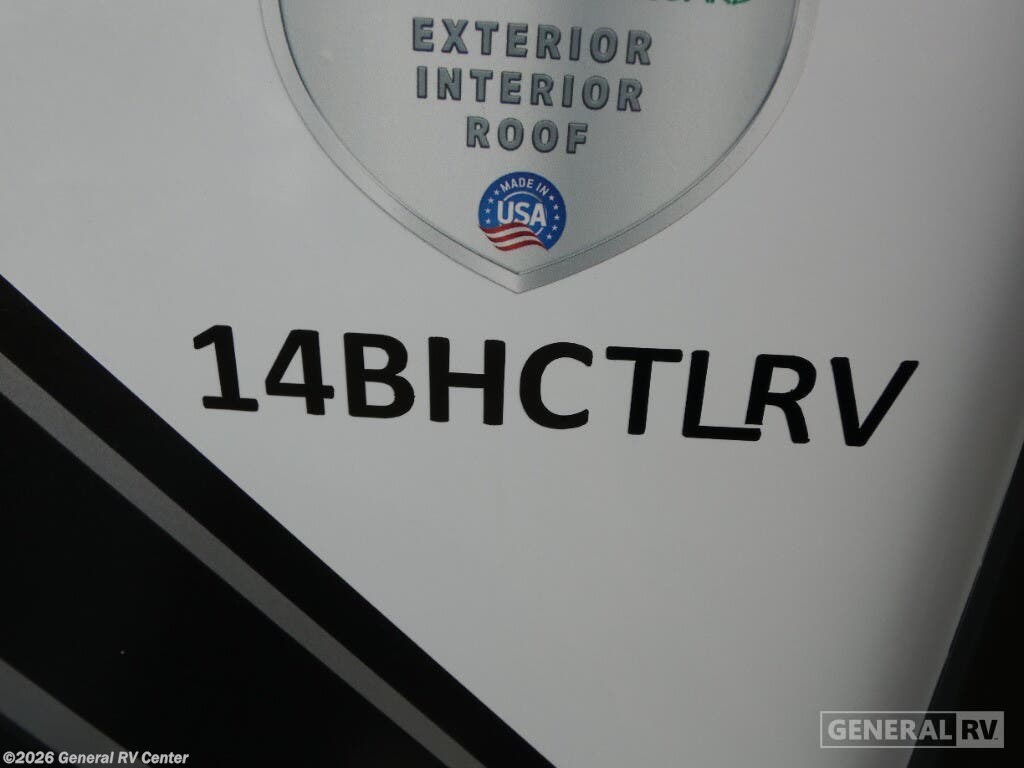 EXTERIOR
INTERIOR
ROOF
MADE IN
USA
14BHCTLRV
GENERAL RV
©2026 General RV Center